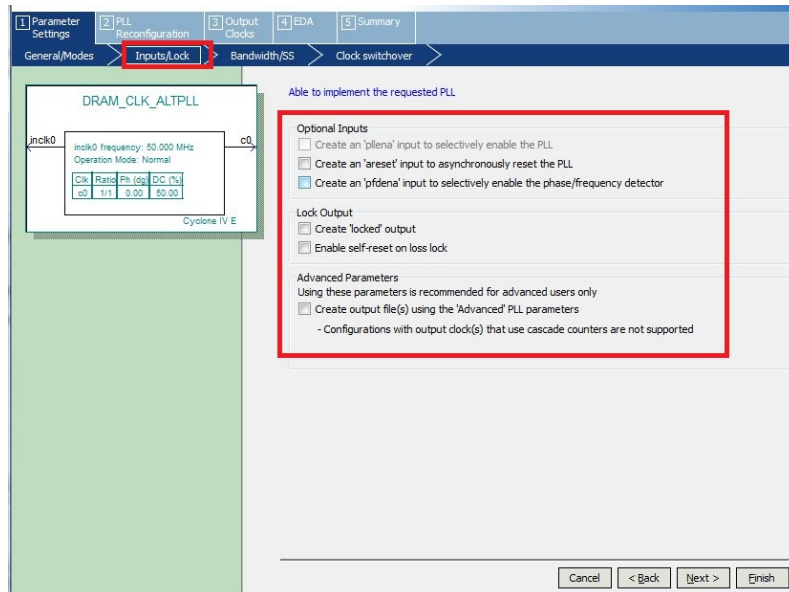 1 Parameter Settings
2 PLL Reconfiguration
3 Output Clocks
4 EDA
5 Summary
General/Modes
Inputs/Lock
Bandwidth/SS
Clock switchover
DRAM_CLK_ALTPLL
inclk0
c0
inclk0 frequency: 50.000 MHz
Operation Mode: Normal
Clk Ratio Ph (dg) DC (%)
c0 1/1 0.00 50.00
Cyclone IV E
Able to implement the requested PLL
Optional Inputs
Create an 'pllena' input to selectively enable the PLL
Create an 'areset' input to asynchronously reset the PLL
Create an 'pfdena' input to selectively enable the phase/frequency detector
Lock Output
Create 'locked' output
Enable self-reset on loss lock
Advanced Parameters
Using these parameters is recommended for advanced users only
Create output file(s) using the 'Advanced' PLL parameters
- Configurations with output clock(s) that use cascade counters are not supported
Cancel
< Back
Next >
Finish